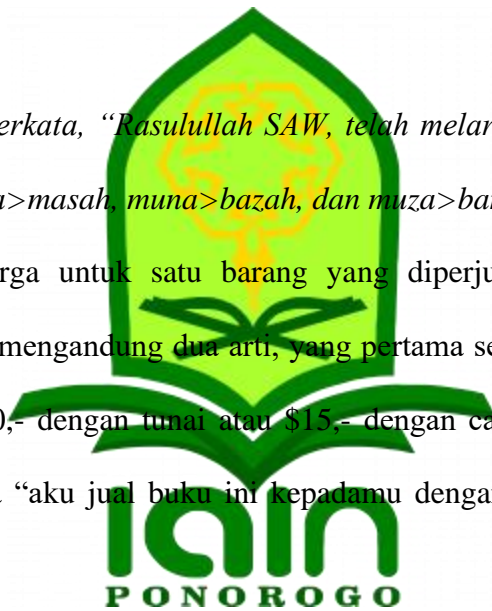 erkata, “Rasulullah SAW, telah melar
a>masah, muna>bazah, dan muza>ban
rga untuk satu barang yang diperju
mengandung dua arti, yang pertama se
0,- dengan tunai atau $15,- dengan ca
“aku jual buku ini kepadamu dengan
iain
PONOROGO